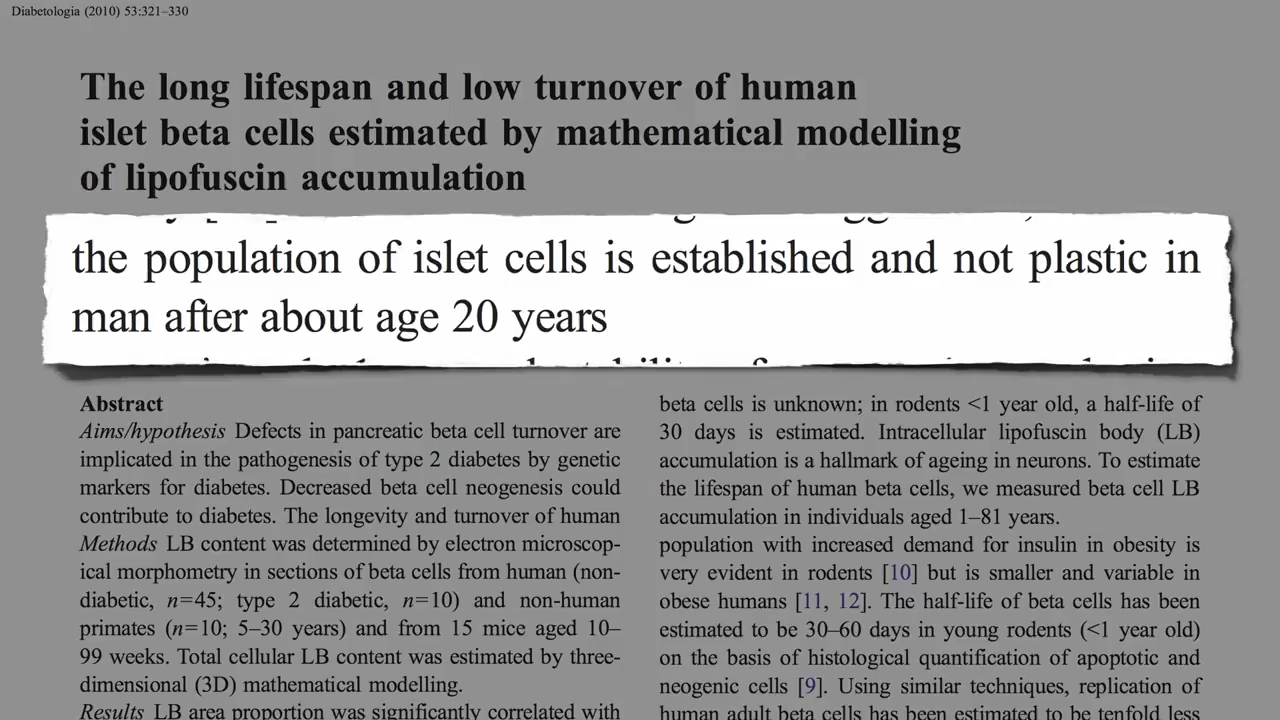 Diabetologia (2010) 53:321–330
The long lifespan and low turnover of human
islet beta cells estimated by mathematical modelling
of lipofuscin accumulation
the population of islet cells is established and not plastic in
man after about age 20 years
Abstract
Aims/hypothesis Defects in pancreatic beta cell turnover are
implicated in the pathogenesis of type 2 diabetes by genetic
markers for diabetes. Decreased beta cell neogenesis could
contribute to diabetes. The longevity and turnover of human
Methods LB content was determined by electron microscop-
ical morphometry in sections of beta cells from human (non-
diabetic, n=45; type 2 diabetic, n=10) and non-human
primates (n=10; 5–30 years) and from 15 mice aged 10–
99 weeks. Total cellular LB content was estimated by three-
dimensional (3D) mathematical modelling.
Results LB area proportion was significantly correlated with
beta cells is unknown; in rodents <1 year old, a half-life of
30 days is estimated. Intracellular lipofuscin body (LB)
accumulation is a hallmark of ageing in neurons. To estimate
the lifespan of human beta cells, we measured beta cell LB
accumulation in individuals aged 1–81 years.
population with increased demand for insulin in obesity is
very evident in rodents [10] but is smaller and variable in
obese humans [11, 12]. The half-life of beta cells has been
estimated to be 30–60 days in young rodents (<1 year old)
on the basis of histological quantification of apoptotic and
neogenic cells [9]. Using similar techniques, replication of
human adult beta cells has been estimated to be tenfold less